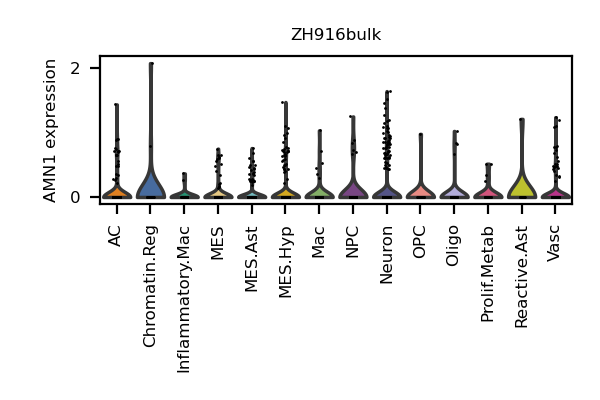 ZH916bulk
AMN1 expression
2
0
AC
Chromatin.Reg
Inflammatory.Mac
MES
MES.Ast
MES.Hyp
Mac
NPC
Neuron
OPC
Oligo
Prolif.Metab
Reactive.Ast
Vasc